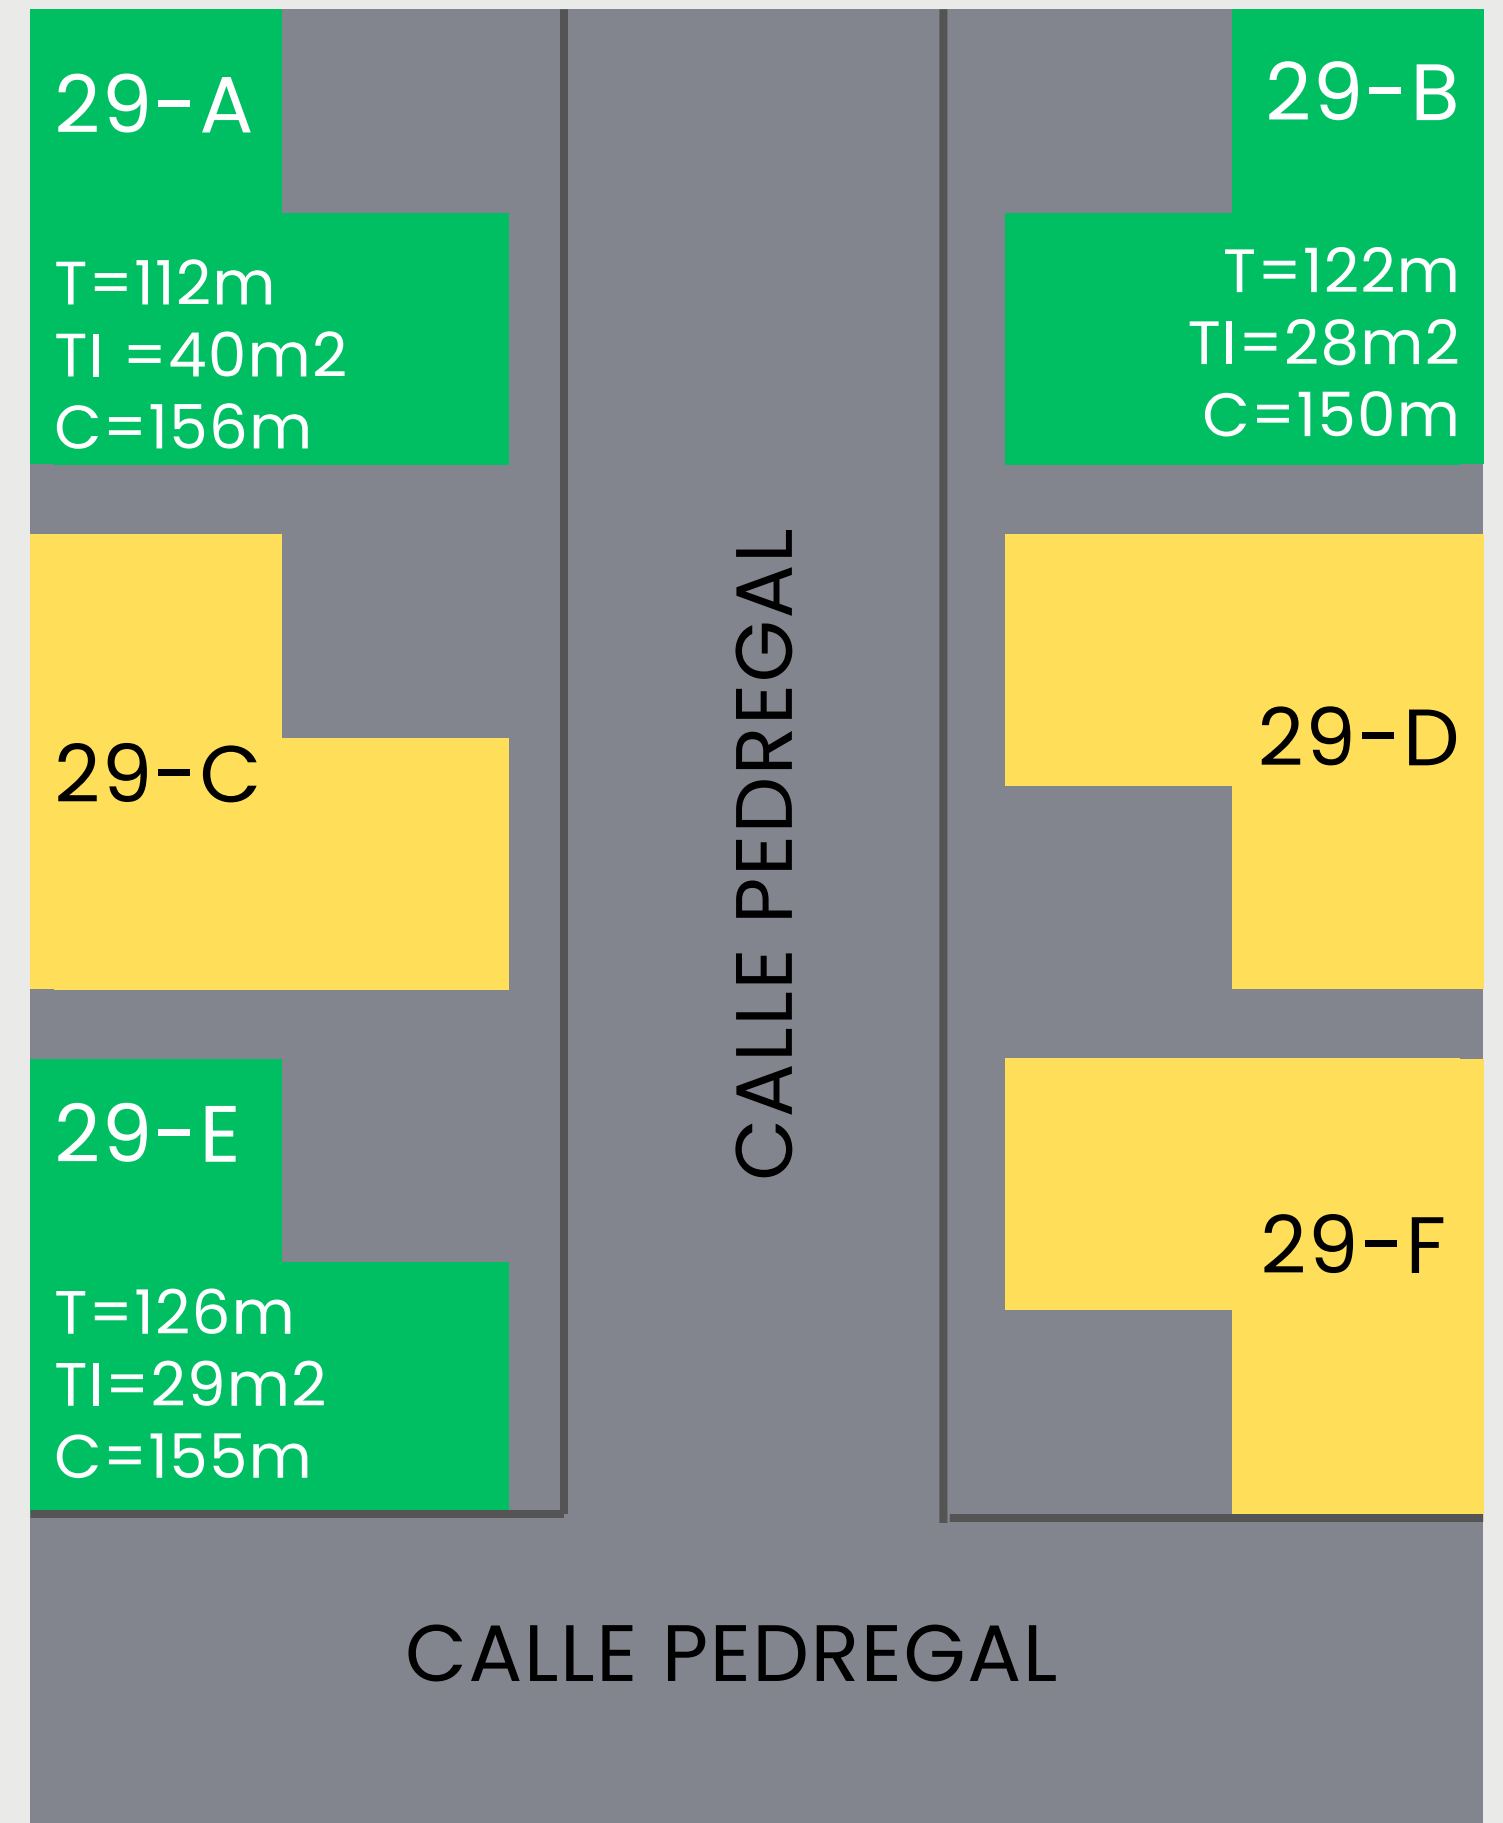 29-A
T=112m
TI =40m2
C=156m
29-B
T=122m
TI=28m2
C=150m
29-C
CALLE PEDREGAL
29-D
29-E
T=126m
TI=29m2
C=155m
29-F
CALLE PEDREGAL